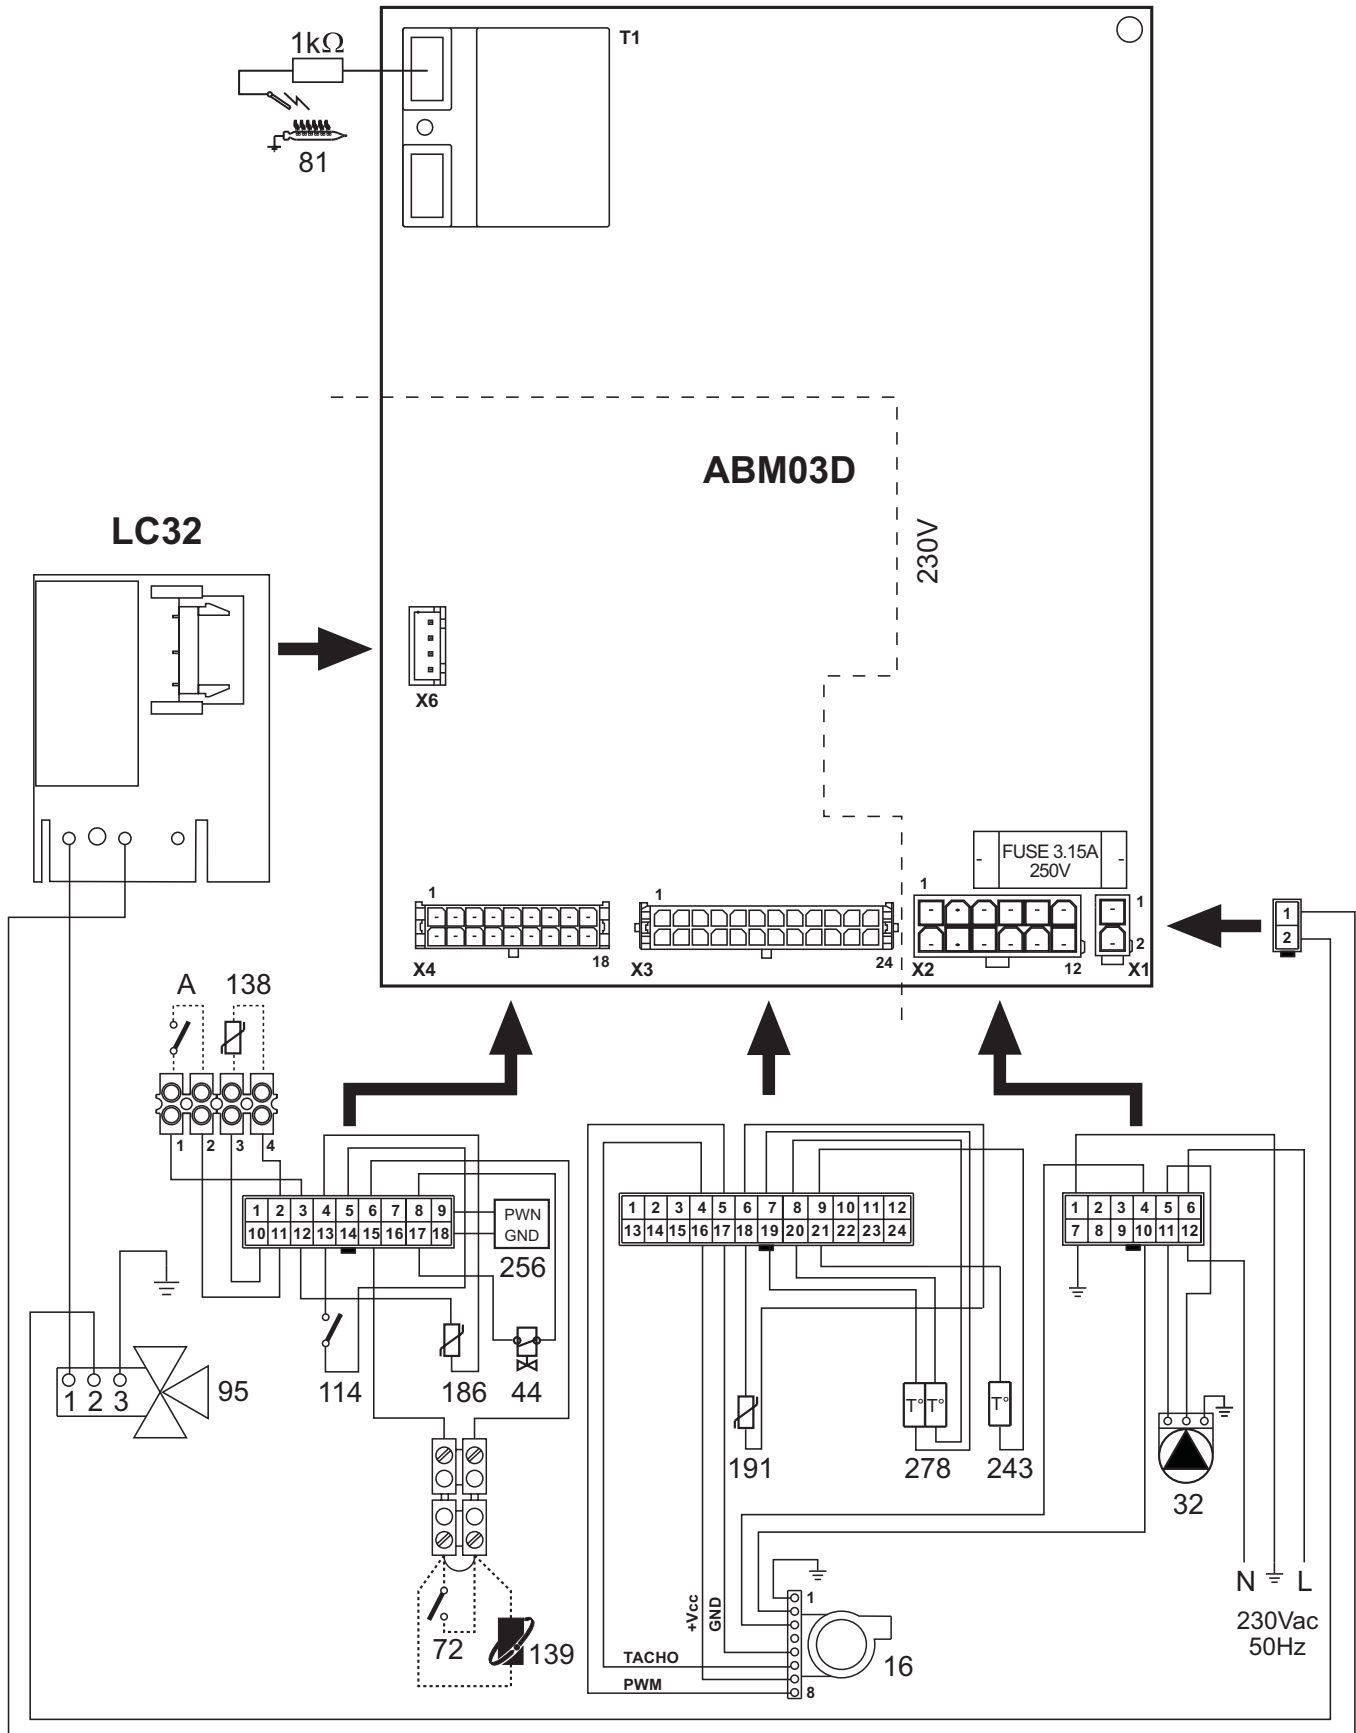 1kΩ
T1
81
ABM03D
230V
LC32
X6
FUSE 3.15A
250V
1
1
1
1
2
18
24
12
X4
X3
X2
X1
1
2
A
138
1
2
3
4
1 2 3 4 5 6 7 8 9
10 11 12 13 14 15 16 17 18
PWN
GND
256
1 2 3 4 5 6 7 8 9 10 11 12
13 14 15 16 17 18 19 20 21 22 23 24
1 2 3 4 5 6
7 8 9 10 11 12
1 2 3
95
114
186
44
T°
T°
T°
191
278
243
32
72
139
+Vcc
GND
TACHO
PWM
1
8
16
N
L
230Vac
50Hz